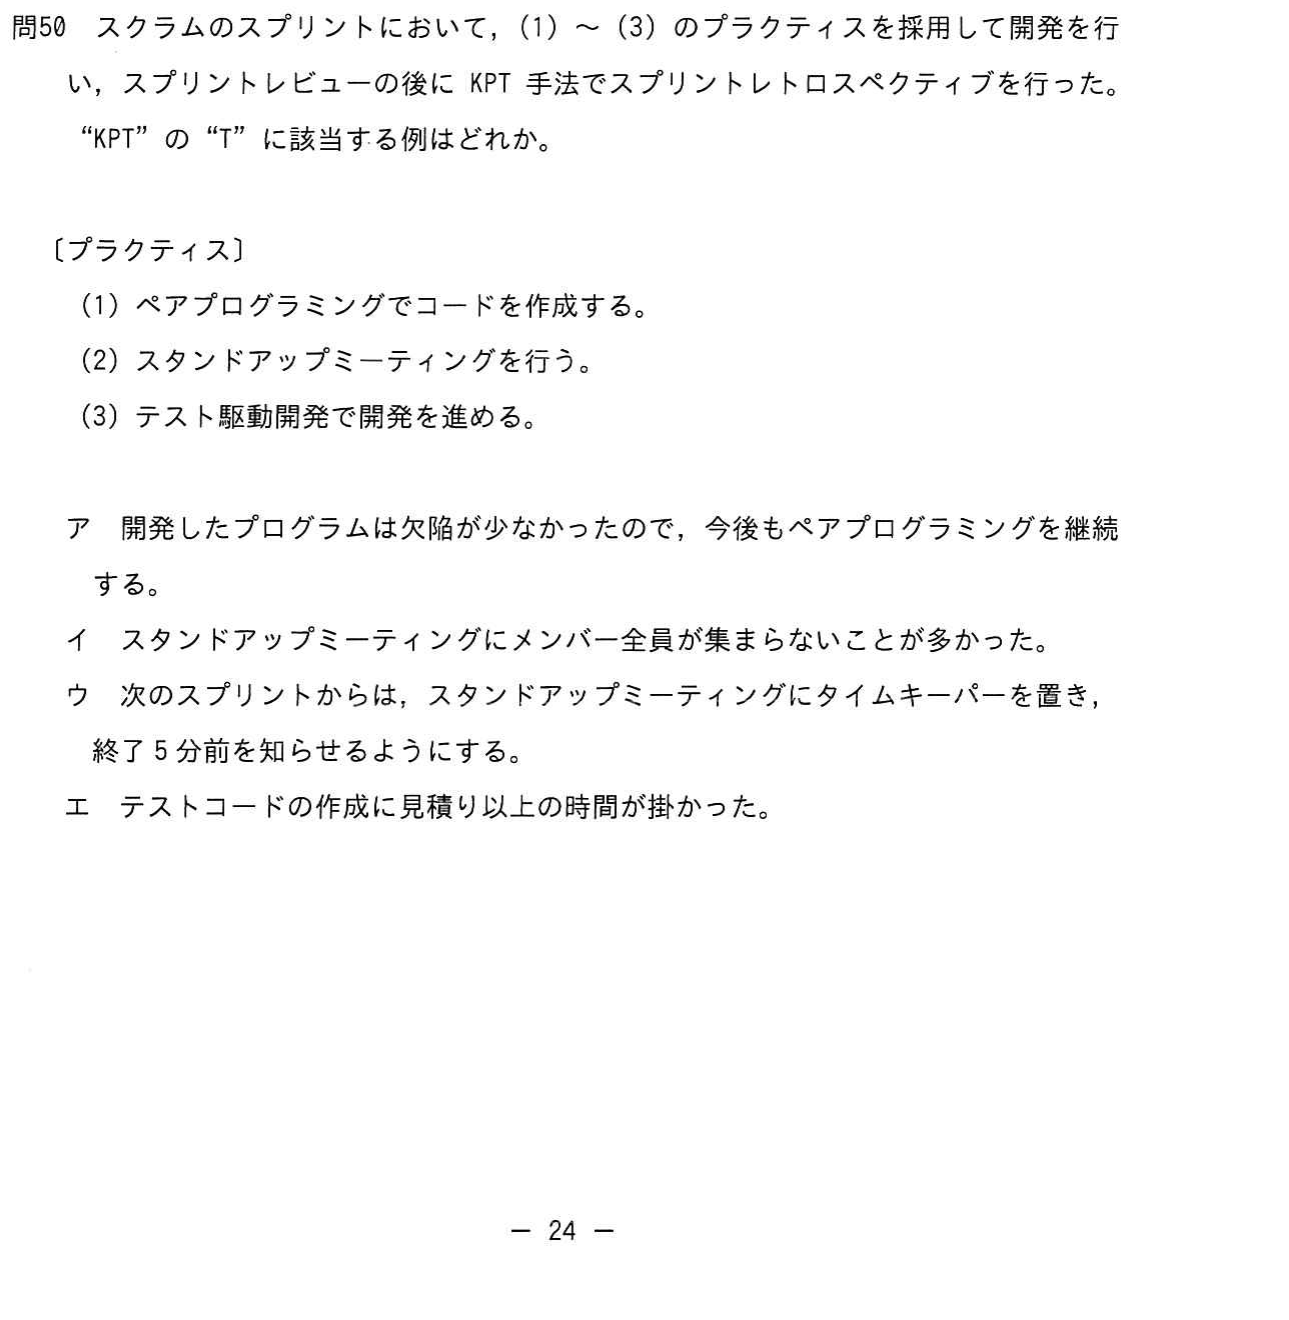 問50　スクラムのスプリントにおいて，(1) ～ (3) のプラクティスを採用して開発を行
い，スプリントレビューの後に KPT 手法でスプリントレトロスペクティブを行った。
“KPT” の “T” に該当する例はどれか。
〔プラクティス〕
(1) ペアプログラミングでコードを作成する。
(2) スタンドアップミーティングを行う。
(3) テスト駆動開発で開発を進める。
ア　開発したプログラムは欠陥が少なかったので，今後もペアプログラミングを継続
する。
イ　スタンドアップミーティングにメンバー全員が集まらないことが多かった。
ウ　次のスプリントからは，スタンドアップミーティングにタイムキーパーを置き，
終了 5 分前を知らせるようにする。
エ　テストコードの作成に見積り以上の時間が掛かった。
－ 24 －